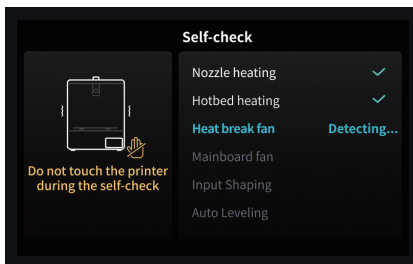 Self-check
Nozzle heating
Hotbed heating
Heat break fan Detecting...
Mainboard fan
Input Shaping
Auto Leveling
Do not touch the printer
during the self-check